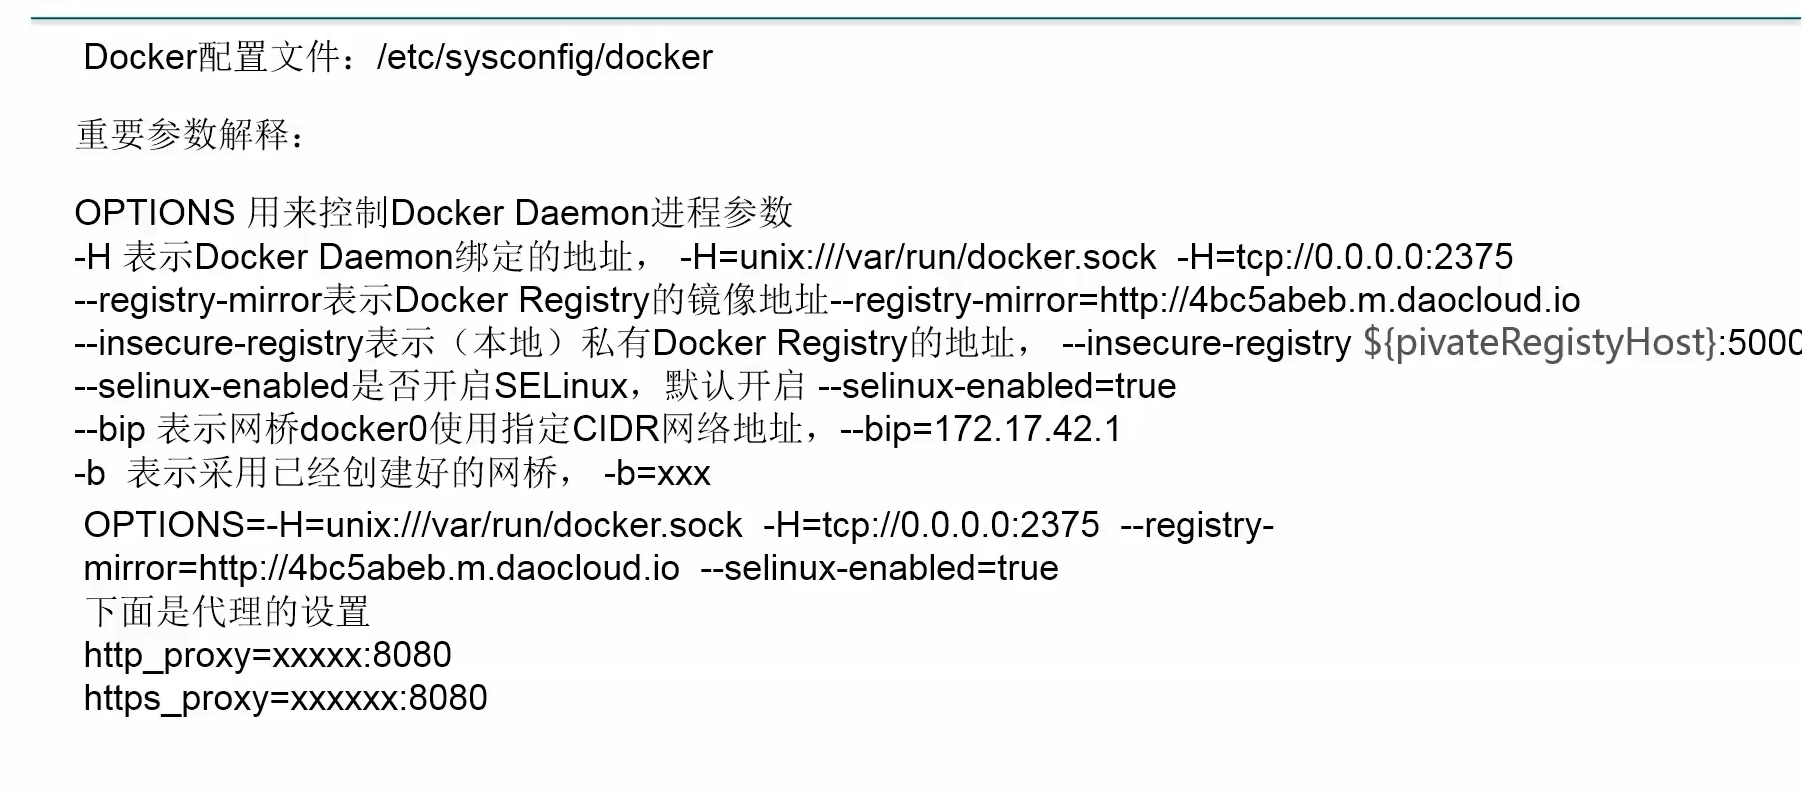 Docker配置文件：/etc/sysconfig/docker
重要参数解释：
OPTIONS 用来控制Docker Daemon进程参数
-H 表示Docker Daemon绑定的地址， -H=unix:///var/run/docker.sock -H=tcp://0.0.0.0:2375
--registry-mirror表示Docker Registry的镜像地址--registry-mirror=http://4bc5abeb.m.daocloud.io
--insecure-registry表示（本地）私有Docker Registry的地址， --insecure-registry ${pivateRegistyHost}:5000
--selinux-enabled是否开启SELinux，默认开启 --selinux-enabled=true
--bip 表示网桥docker0使用指定CIDR网络地址，--bip=172.17.42.1
-b 表示采用已经创建好的网桥， -b=xxx
OPTIONS=-H=unix:///var/run/docker.sock -H=tcp://0.0.0.0:2375 --registry-
mirror=http://4bc5abeb.m.daocloud.io --selinux-enabled=true
下面是代理的设置
http_proxy=xxxxx:8080
https_proxy=xxxxxx:8080